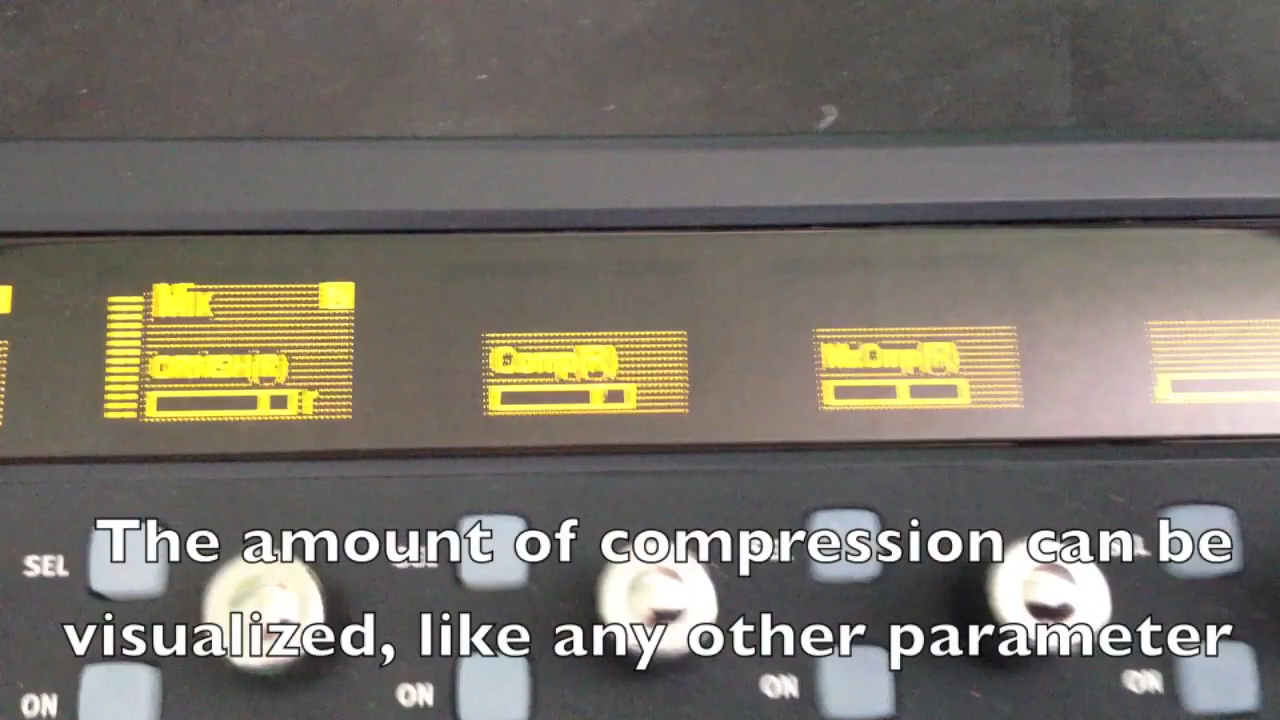 Mix
Comp(R)
SEL
The amount of compression can be
visualized, like any other parameter
ON
ON
ON
ON